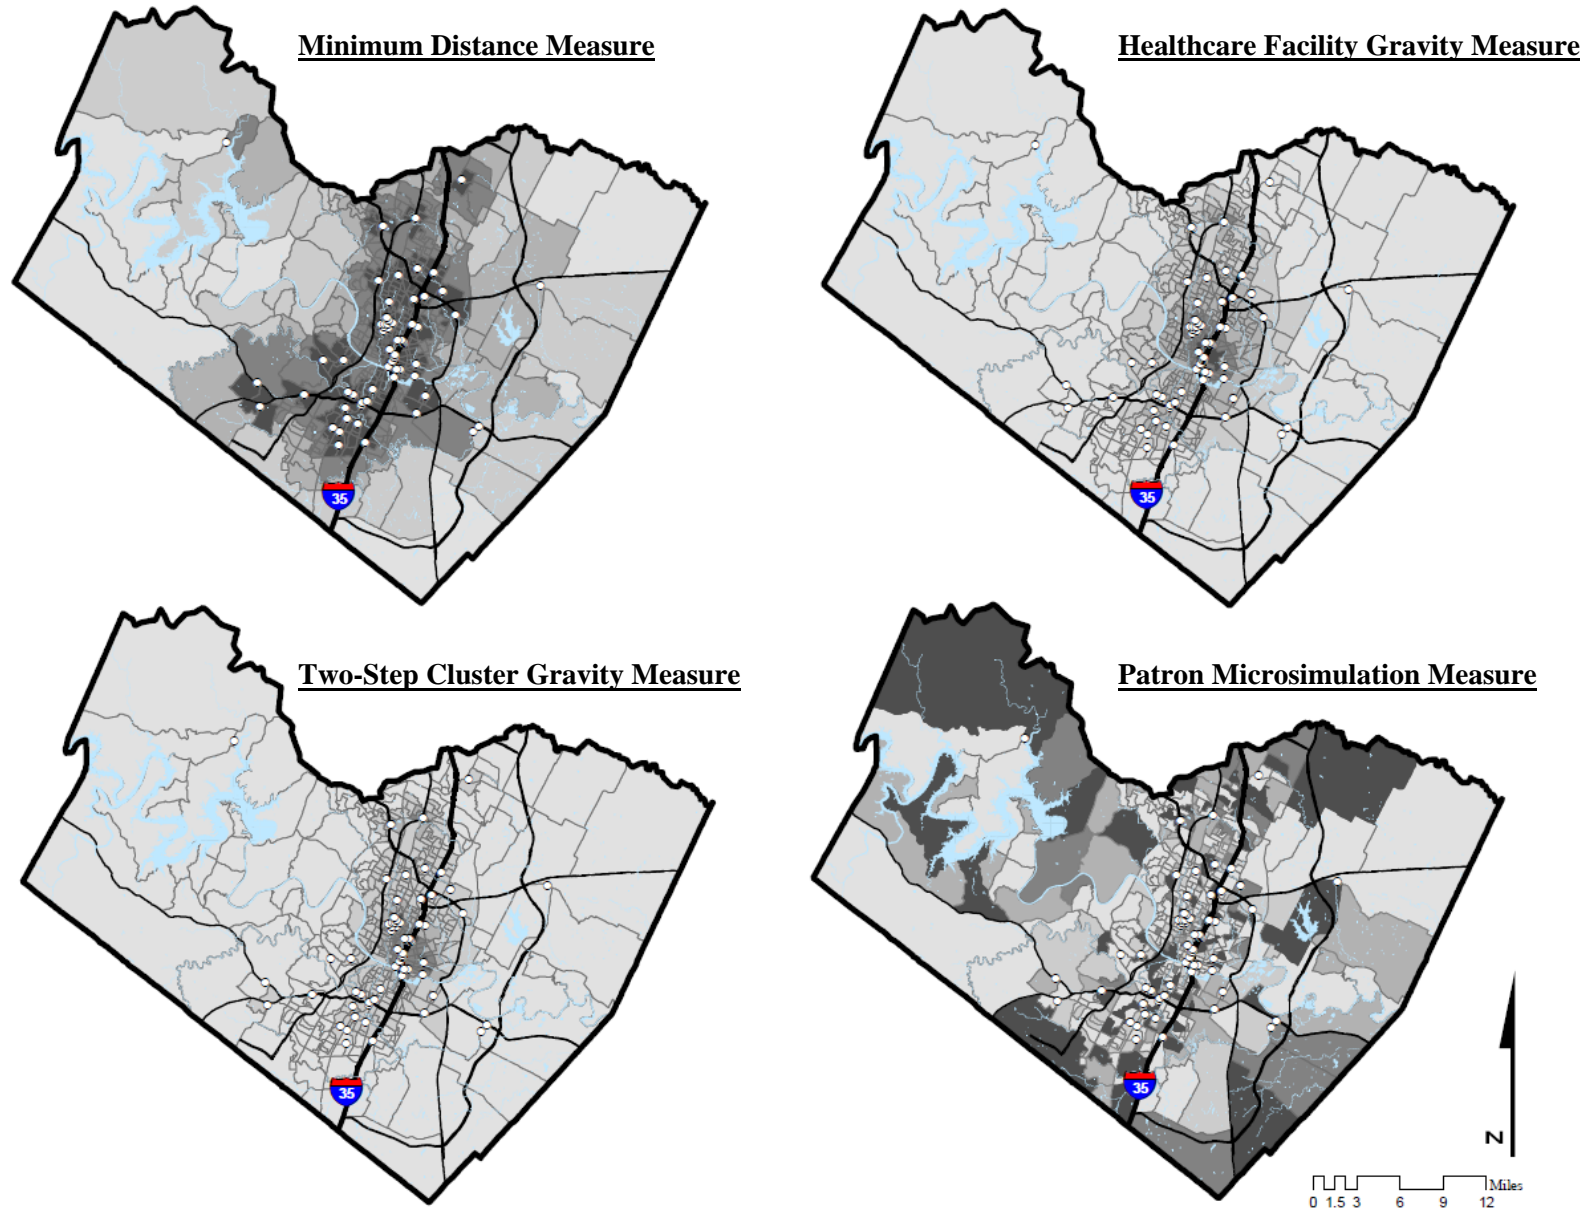 Minimum Distance Measure
Healthcare Facility Gravity Measure
35
35
Two-Step Cluster Gravity Measure
Patron Microsimulation Measure
35
35
N
Miles
0 1.5 3 6 9 12